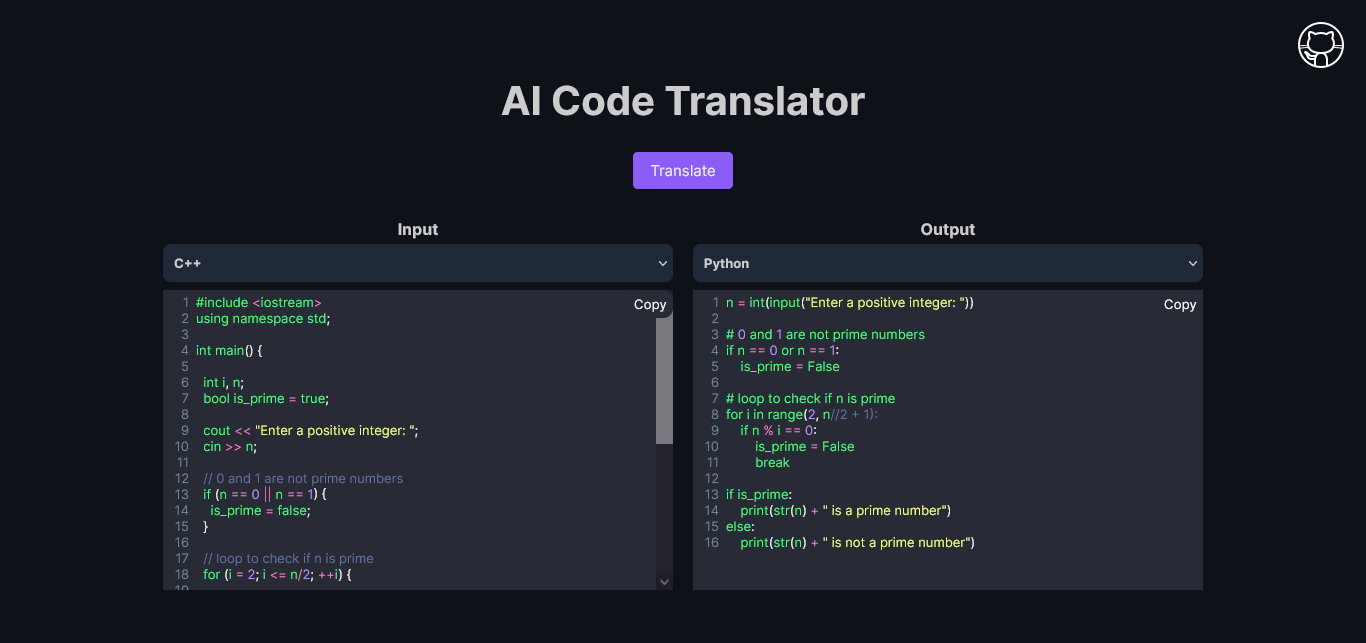 AI Code Translator
Translate
Input
C++
Copy
1 #include <iostream>
2 using namespace std;
3
4 int main() {
5
6 int i, n;
7 bool is_prime = true;
8
9 cout << "Enter a positive integer: ";
10 cin >> n;
11
12 // 0 and 1 are not prime numbers
13 if (n == 0 || n == 1) {
14 is_prime = false;
15 }
16
17 // loop to check if n is prime
18 for (i = 2; i <= n/2; ++i) {
19
Output
Python
Copy
1 n = int(input("Enter a positive integer: "))
2
3 # 0 and 1 are not prime numbers
4 if n == 0 or n == 1:
5 is_prime = False
6
7 # loop to check if n is prime
8 for i in range(2, n//2 + 1):
9 if n % i == 0:
10 is_prime = False
11 break
12
13 if is_prime:
14 print(str(n) + " is a prime number")
15 else:
16 print(str(n) + " is not a prime number")